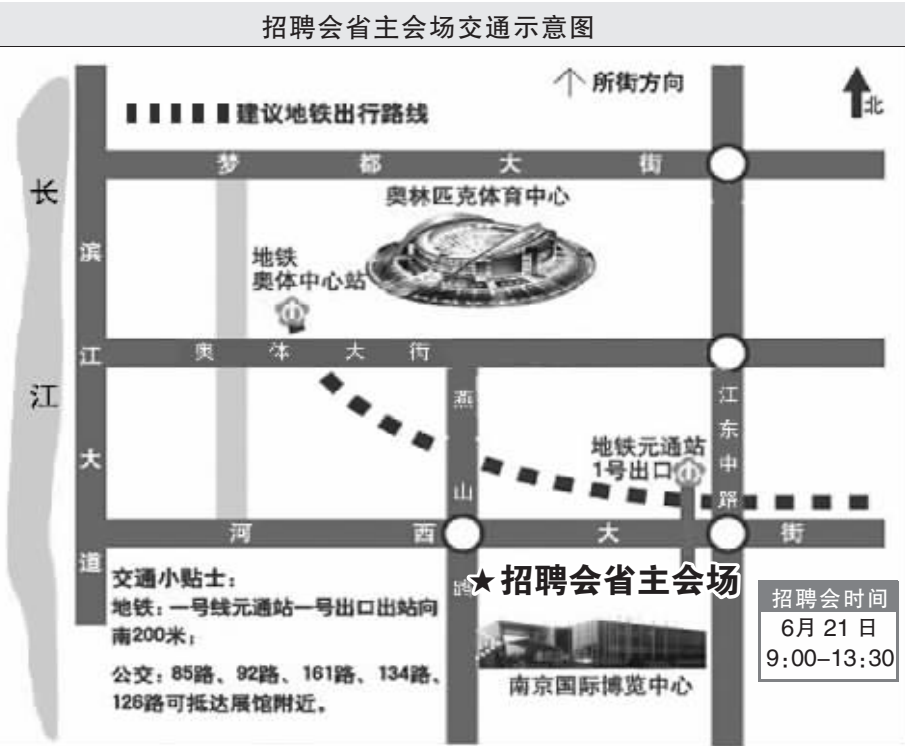 招聘会省主会场交通示意图
所街方向
北
建议地铁出行路线
梦都大街
长江
滨江大道
奥林匹克体育中心
地铁
奥体中心站
奥体大街
燕山路
江东中路
地铁元通站
1号出口
河西大街
★招聘会省主会场
交通小贴士：
地铁：一号线元通站一号出口出站向
南200米；
公交：85路、92路、161路、134路、
126路可抵达展馆附近。
南京国际博览中心
招聘会时间
6月 21 日
9:00-13:30